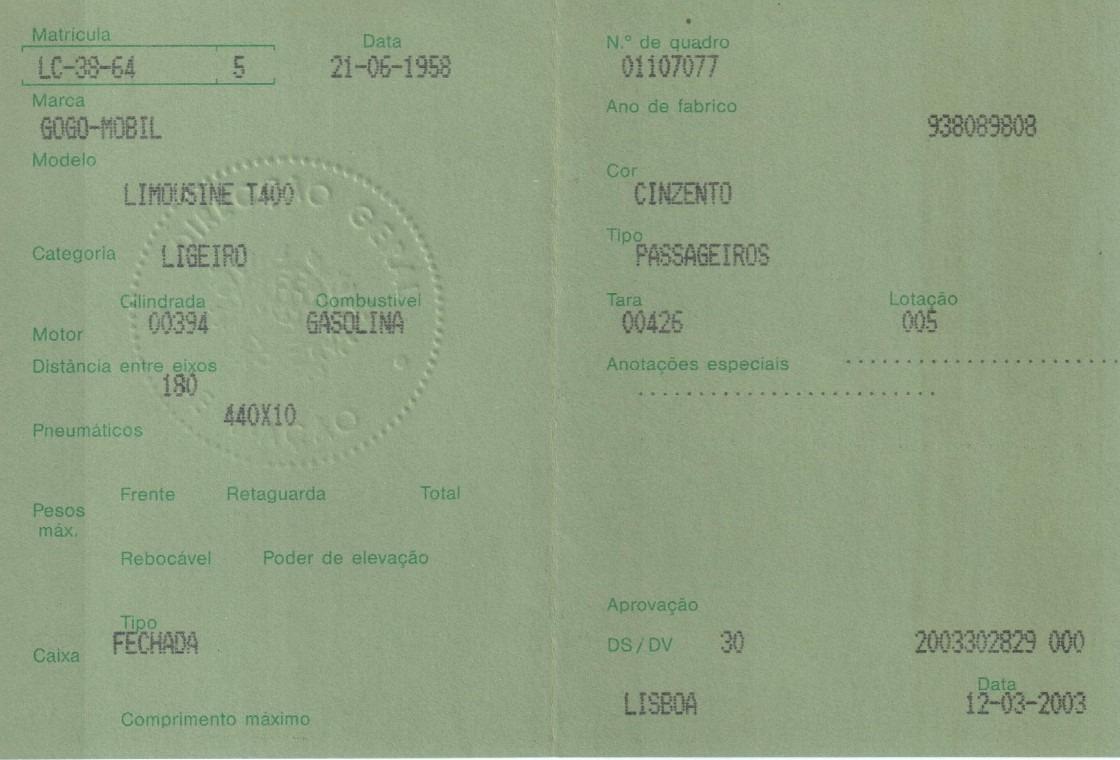 Matrícula
Data
LC-38-64 5
21-06-1958
Marca
GOGO-MOBIL
Modelo
LIMOUSINE T400
Categoria LIGEIRO
Cilindrada Combustível
Motor 00394 GASOLINA
Distância entre eixos
180
440X10
Pneumáticos
Frente Retaguarda Total
Pesos
máx.
Rebocável Poder de elevação
Tipo
FECHADA
Caixa
Comprimento máximo
N.º de quadro
01107077
Ano de fabrico
938089808
Cor
CINZENTO
Tipo
PASSAGEIROS
Tara Lotação
00426 005
Anotações especiais
Aprovação
DS/DV 30 2003302829 000
Data
LISBOA 12-03-2003